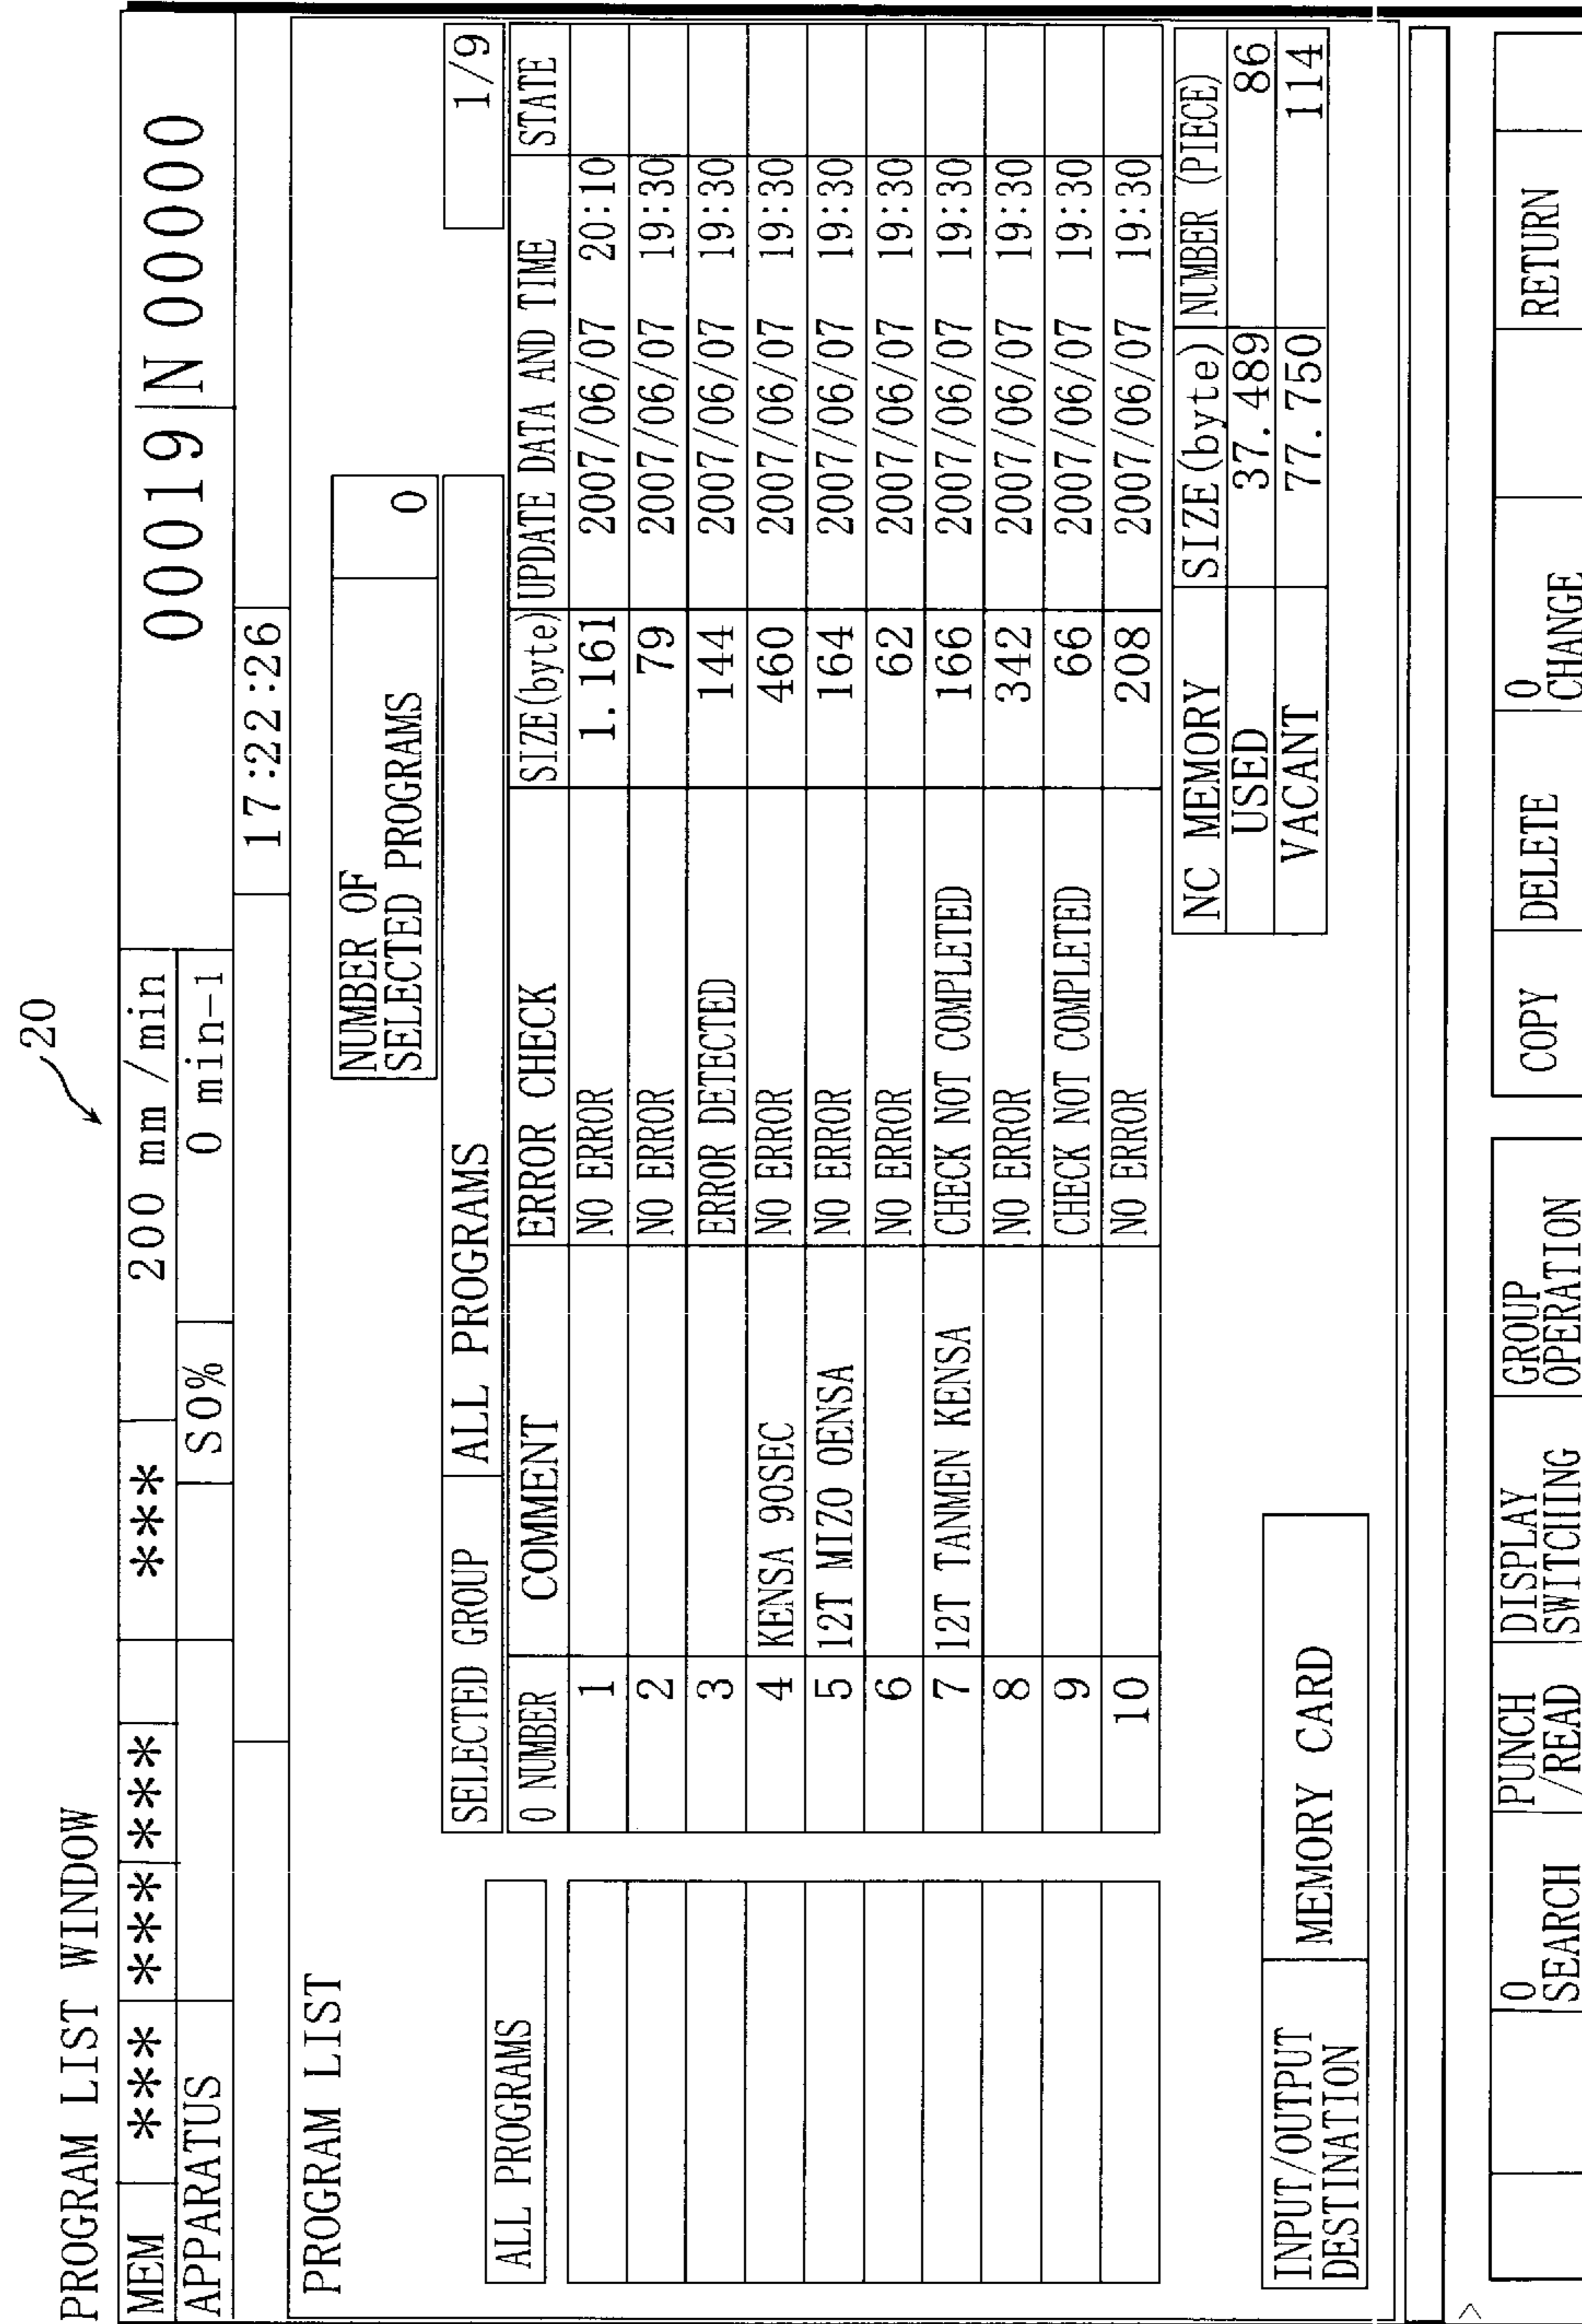 20
PROGRAM LIST WINDOW
MEM *** *** *** *** 200 mm/min 00019 N 00000
APPARATUS S0% 0 min-1
17:22:26
PROGRAM LIST
NUMBER OF
SELECTED PROGRAMS 0
SELECTED GROUP ALL PROGRAMS 1/9
ALL PROGRAMS
O NUMBER COMMENT ERROR CHECK SIZE(byte) UPDATE DATA AND TIME STATE
1 NO ERROR 1.161 2007/06/07 20:10
2 NO ERROR 79 2007/06/07 19:30
3 ERROR DETECTED 144 2007/06/07 19:30
4 KENSA 90SEC NO ERROR 460 2007/06/07 19:30
5 12T MIZO OENSA NO ERROR 164 2007/06/07 19:30
6 NO ERROR 62 2007/06/07 19:30
7 12T TANMEN KENSA CHECK NOT COMPLETED 166 2007/06/07 19:30
8 NO ERROR 342 2007/06/07 19:30
9 CHECK NOT COMPLETED 66 2007/06/07 19:30
10 NO ERROR 208 2007/06/07 19:30
NC MEMORY SIZE(byte) NUMBER (PIECE)
USED 37.489 86
VACANT 77.750 114
INPUT/OUTPUT
DESTINATION MEMORY CARD
>
O
SEARCH
PUNCH
/READ
DISPLAY
SWITCHING
GROUP
OPERATION
COPY
DELETE
O
CHANGE
RETURN